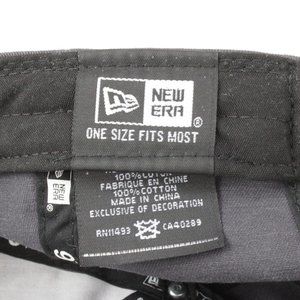 NEW
ERA®
ONE SIZE FITS MOST
100% COTTON
FABRIQUE EN CHINE
100% COTTON
MADE IN CHINA
EXCLUSIVE OF DECORATION
RN11493 CA40289